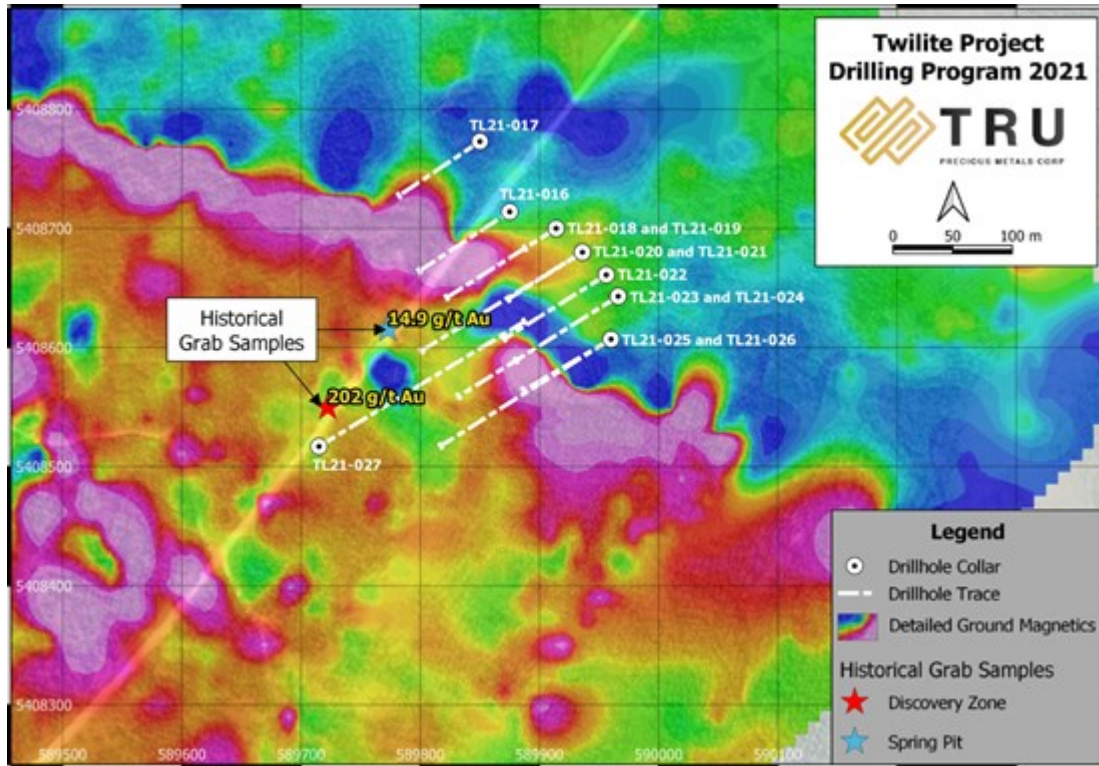 Twilite Project
Drilling Program 2021
TRU
PRECIOUS METALS CORP
0 50 100 m
5408800
TL21-017
TL21-016
5408700
TL21-018 and TL21-019
TL21-020 and TL21-021
TL21-022
TL21-023 and TL21-024
Historical
Grab Samples
14.9 g/t Au
5408600
TL21-025 and TL21-026
202 g/t Au
TL21-027
5408500
5408400
5408300
589500 589600 589700 589800 589900 590000 590100
Legend
Drillhole Collar
Drillhole Trace
Detailed Ground Magnetics
Historical Grab Samples
Discovery Zone
Spring Pit